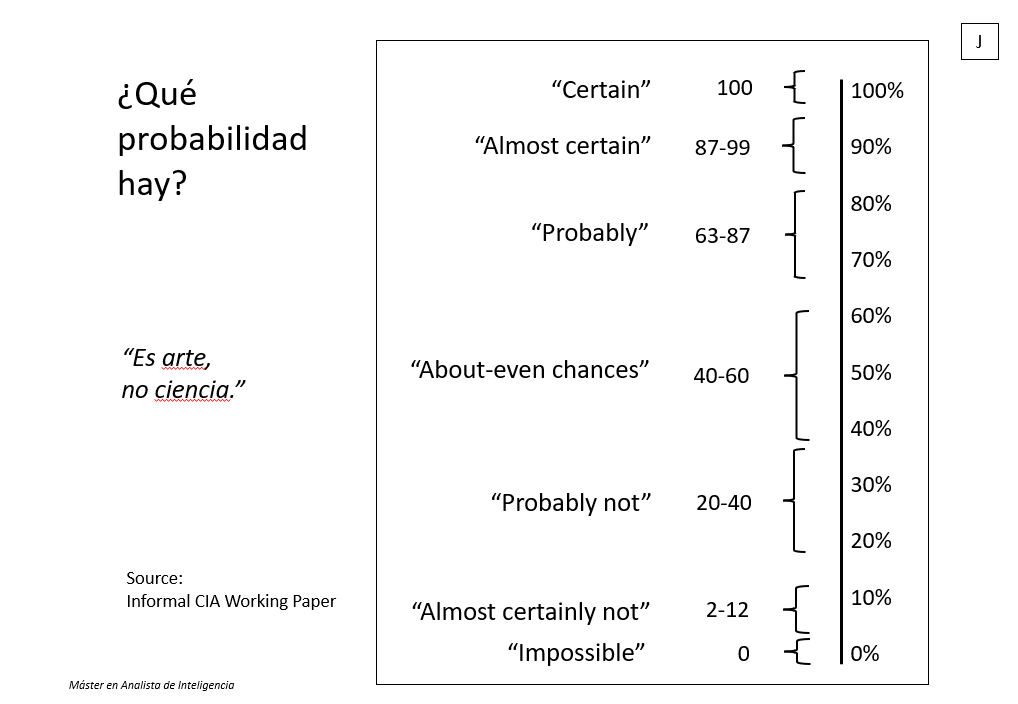 J
¿Qué
probabilidad
hay?
“Es arte,
no ciencia.”
Source:
Informal CIA Working Paper
“Certain” 100 100%
“Almost certain” 87-99 90%
80%
“Probably” 63-87
70%
60%
“About-even chances” 40-60 50%
40%
30%
“Probably not” 20-40
20%
10%
“Almost certainly not” 2-12
“Impossible” 0 0%
Máster en Analista de Inteligencia